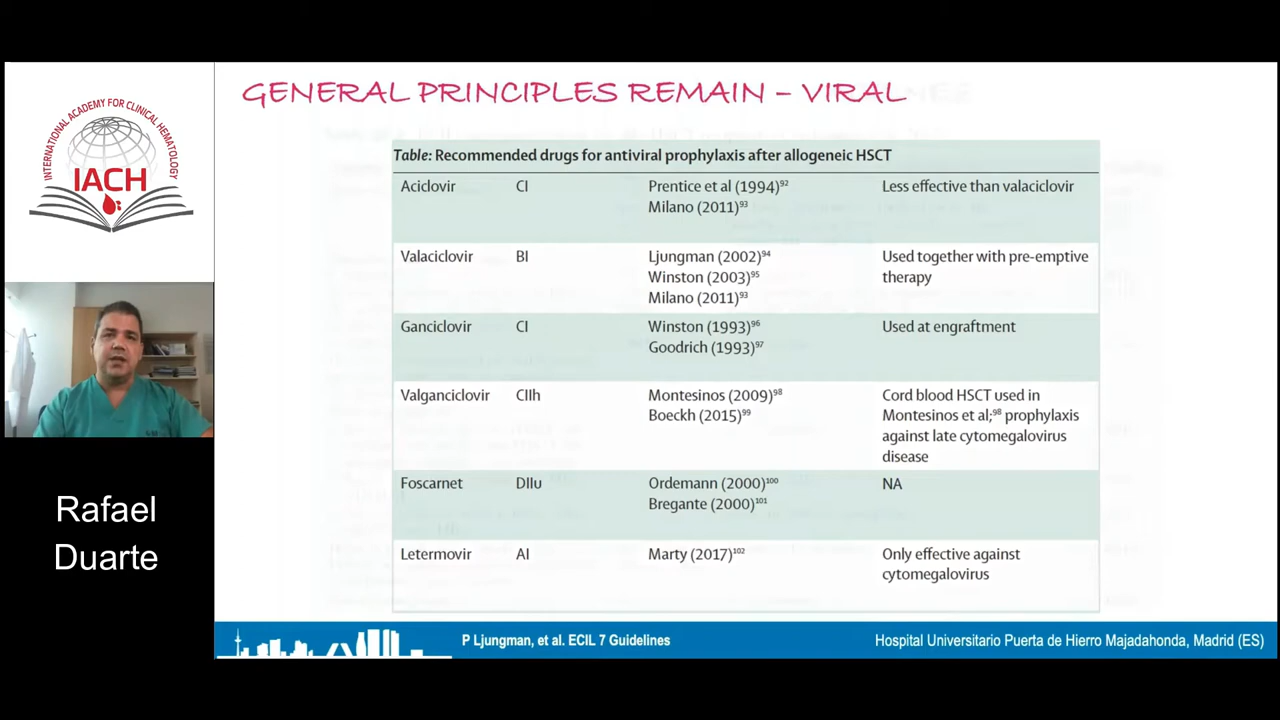 GENERAL PRINCIPLES REMAIN – VIRAL
INTERNATIONAL ACADEMY FOR CLINICAL HEMATOLOGY
IACH
Rafael
Duarte
Table: Recommended drugs for antiviral prophylaxis after allogeneic HSCT
Aciclovir CI Prentice et al (1994)⁹² Less effective than valaciclovir
Milano (2011)⁹³
Valaciclovir BI Ljungman (2002)⁹⁴ Used together with pre-emptive
Winston (2003)⁹⁵ therapy
Milano (2011)⁹³
Ganciclovir CI Winston (1993)⁹⁶ Used at engraftment
Goodrich (1993)⁹⁷
Valganciclovir CIIh Montesinos (2009)⁹⁸ Cord blood HSCT used in
Boeckh (2015)⁹⁹ Montesinos et al;⁹⁸ prophylaxis
against late cytomegalovirus
disease
Foscarnet DIIu Ordemann (2000)¹⁰⁰ NA
Bregante (2000)¹⁰¹
Letermovir AI Marty (2017)¹⁰² Only effective against
cytomegalovirus
P Ljungman, et al. ECIL 7 Guidelines
Hospital Universitario Puerta de Hierro Majadahonda, Madrid (ES)